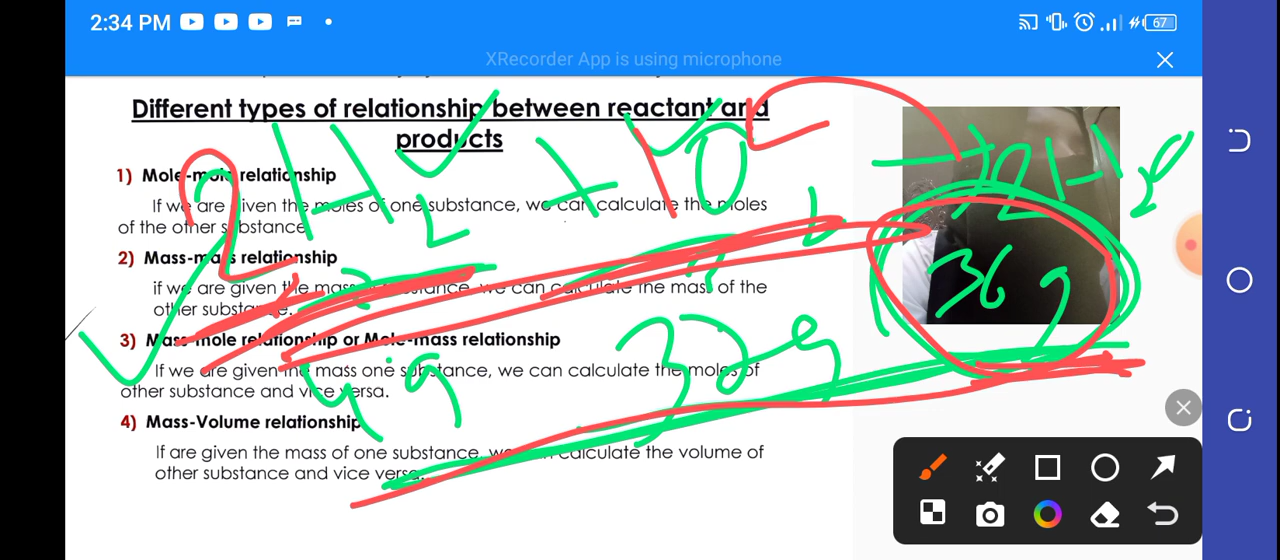 2:34 PM
67
XRecorder App is using microphone
Different types of relationship between reactant and
products
2H2 + 1O2 → 2H2O
1) Mole-mole relationship
If we are given the moles of one substance, we can calculate the moles
of the other substance
2) Mass-mass relationship
if we are given the mass of substance, we can calculate the mass of the
other substance.
4g 32g 36g
3) Mass-mole relationship or Mole-mass relationship
If we are given the mass one substance, we can calculate the moles of
other substance and vice versa.
4) Mass-Volume relationship
If are given the mass of one substance, we can calculate the volume of
other substance and vice versa.